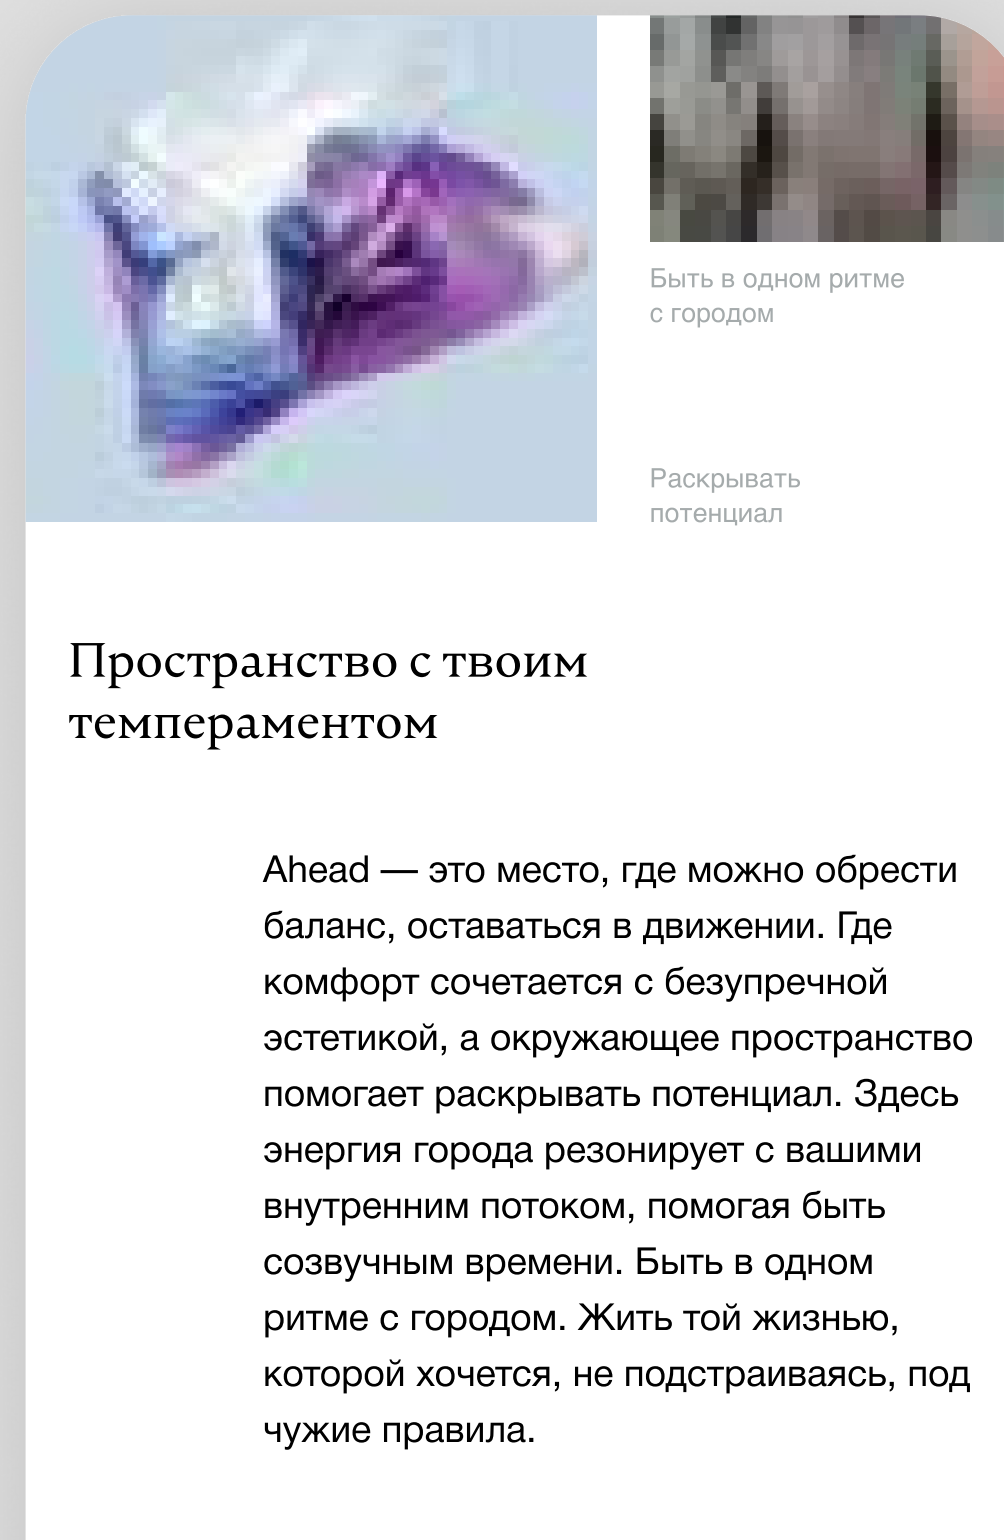 Быть в одном ритме
с городом
Раскрывать
потенциал
Пространство с твоим
темпераментом
Ahead — это место, где можно обрести
баланс, оставаться в движении. Где
комфорт сочетается с безупречной
эстетикой, а окружающее пространство
помогает раскрывать потенциал. Здесь
энергия города резонирует с вашими
внутренним потоком, помогая быть
созвучным времени. Быть в одном
ритме с городом. Жить той жизнью,
которой хочется, не подстраиваясь, под
чужие правила.